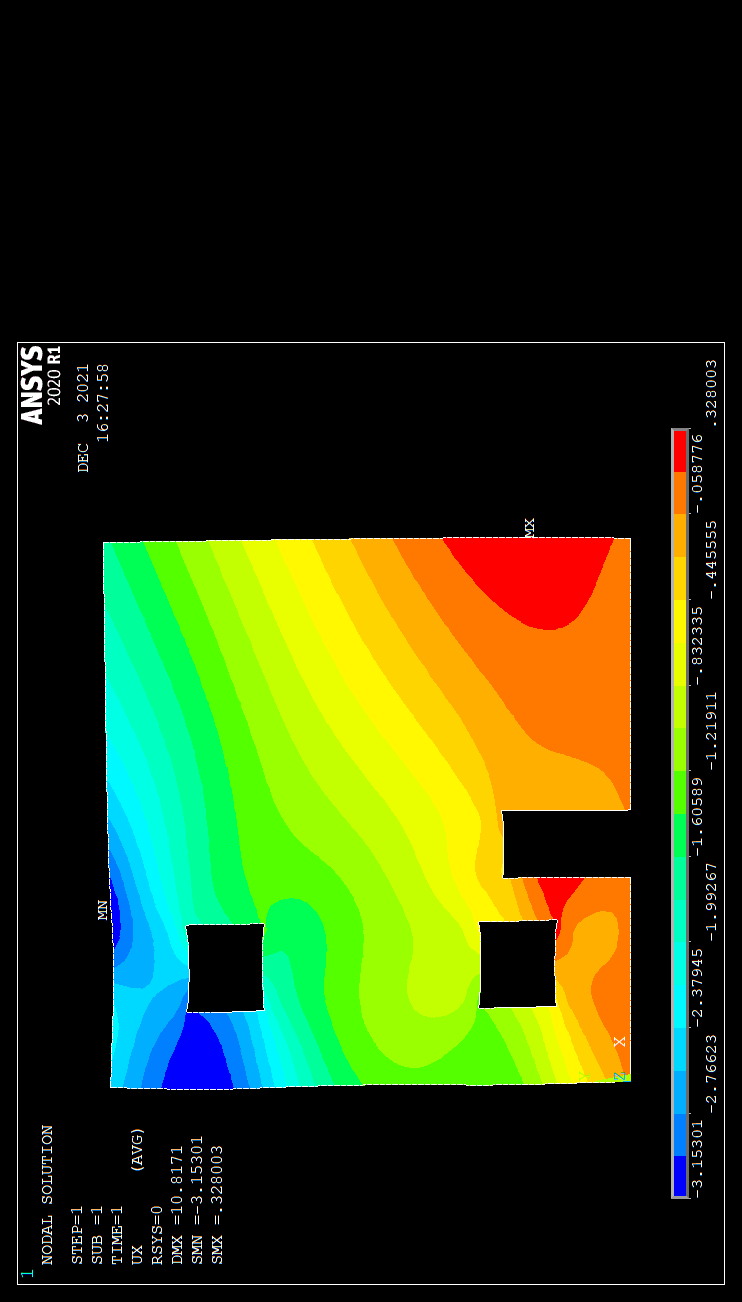 1
NODAL SOLUTION
STEP=1
SUB =1
TIME=1
UX (AVG)
RSYS=0
DMX =10.8171
SMN =-3.15301
SMX =.328003
ANSYS
2020 R1
DEC 3 2021
16:27:58
MN
MX
Z X
-3.15301 -2.37945 -1.60589 -.832335 -.058776
-2.76623 -1.99267 -1.21911 -.445555 .328003